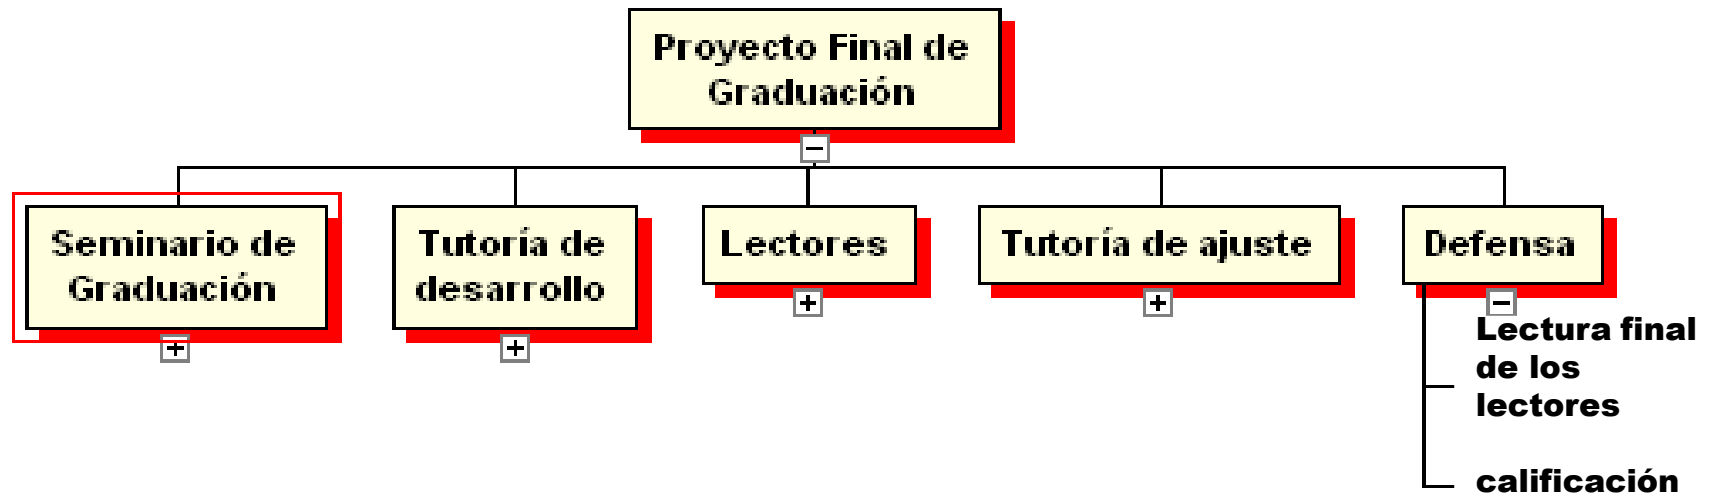 Proyecto Final de
Graduación
Seminario de
Graduación
Tutoría de
desarrollo
Lectores
Tutoría de ajuste
Defensa
Lectura final
de los
lectores
calificación